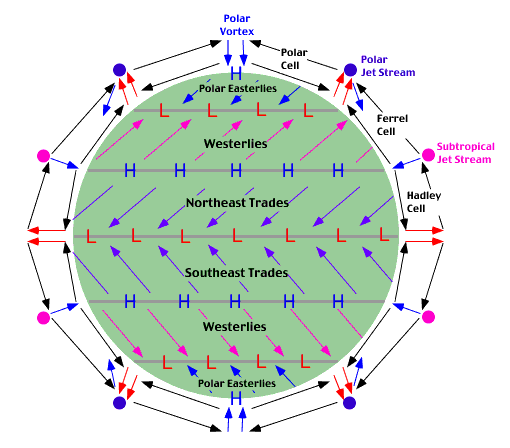 Polar
Vortex
Polar
Cell
Polar
Jet Stream
H
Polar Easterlies
L L L L
Ferrel
Cell
Westerlies
Subtropical
Jet Stream
H H H H H
Hadley
Cell
Northeast Trades
L L L L L L L
Southeast Trades
H H H H H
Westerlies
L L L L
Polar Easterlies
H